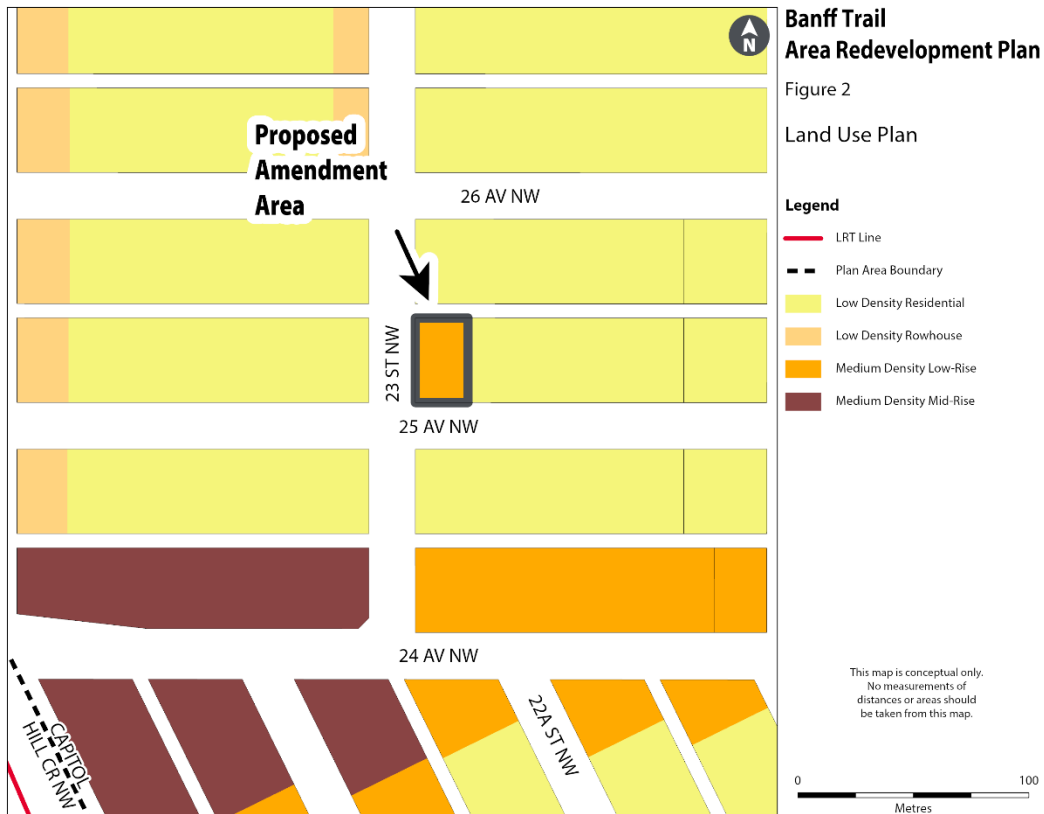 Banff Trail
Area Redevelopment Plan
Figure 2
Land Use Plan
N
Proposed
Amendment
Area
26 AV NW
23 ST NW
25 AV NW
24 AV NW
22A ST NW
CAPITOL
HILL CR NW
Legend
LRT Line
Plan Area Boundary
Low Density Residential
Low Density Rowhouse
Medium Density Low-Rise
Medium Density Mid-Rise
This map is conceptual only.
No measurements of
distances or areas should
be taken from this map.
0 100
Metres